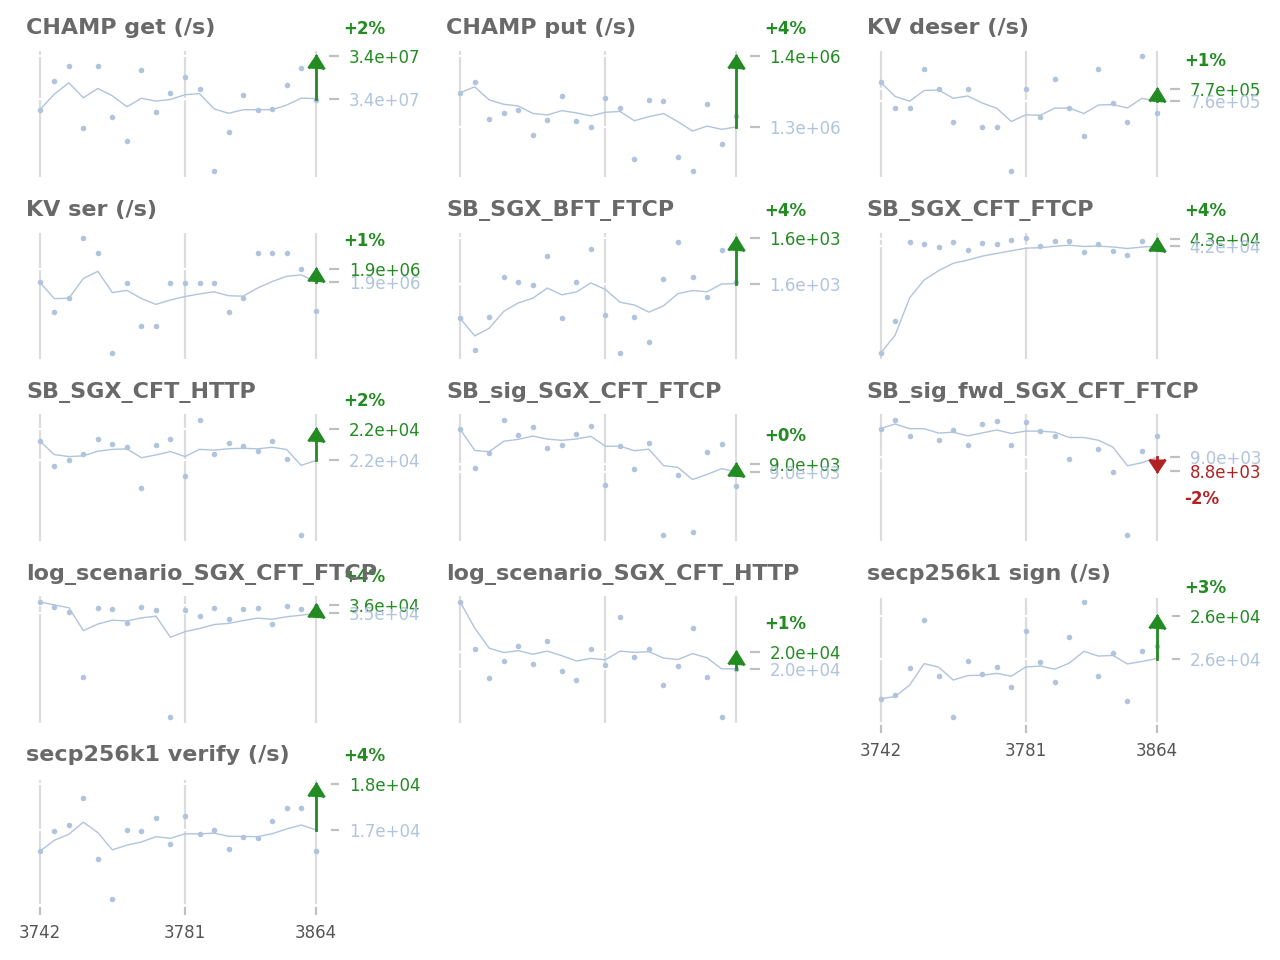 CHAMP get (/s)
+2%
3.4e+07
3.4e+07
CHAMP put (/s)
+4%
1.4e+06
1.3e+06
KV deser (/s)
+1%
7.7e+05
7.6e+05
KV ser (/s)
+1%
1.9e+06
1.9e+06
SB_SGX_BFT_FTCP
+4%
1.6e+03
1.6e+03
SB_SGX_CFT_FTCP
+4%
4.3e+04
4.2e+04
SB_SGX_CFT_HTTP
+2%
2.2e+04
2.2e+04
SB_sig_SGX_CFT_FTCP
+0%
9.0e+03
9.0e+03
SB_sig_fwd_SGX_CFT_FTCP
9.0e+03
8.8e+03
-2%
log_scenario_SGX_CFT_FTCP
+4%
3.6e+04
3.5e+04
log_scenario_SGX_CFT_HTTP
+1%
2.0e+04
2.0e+04
secp256k1 sign (/s)
+3%
2.6e+04
2.6e+04
3742 3781 3864
secp256k1 verify (/s)
+4%
1.8e+04
1.7e+04
3742 3781 3864